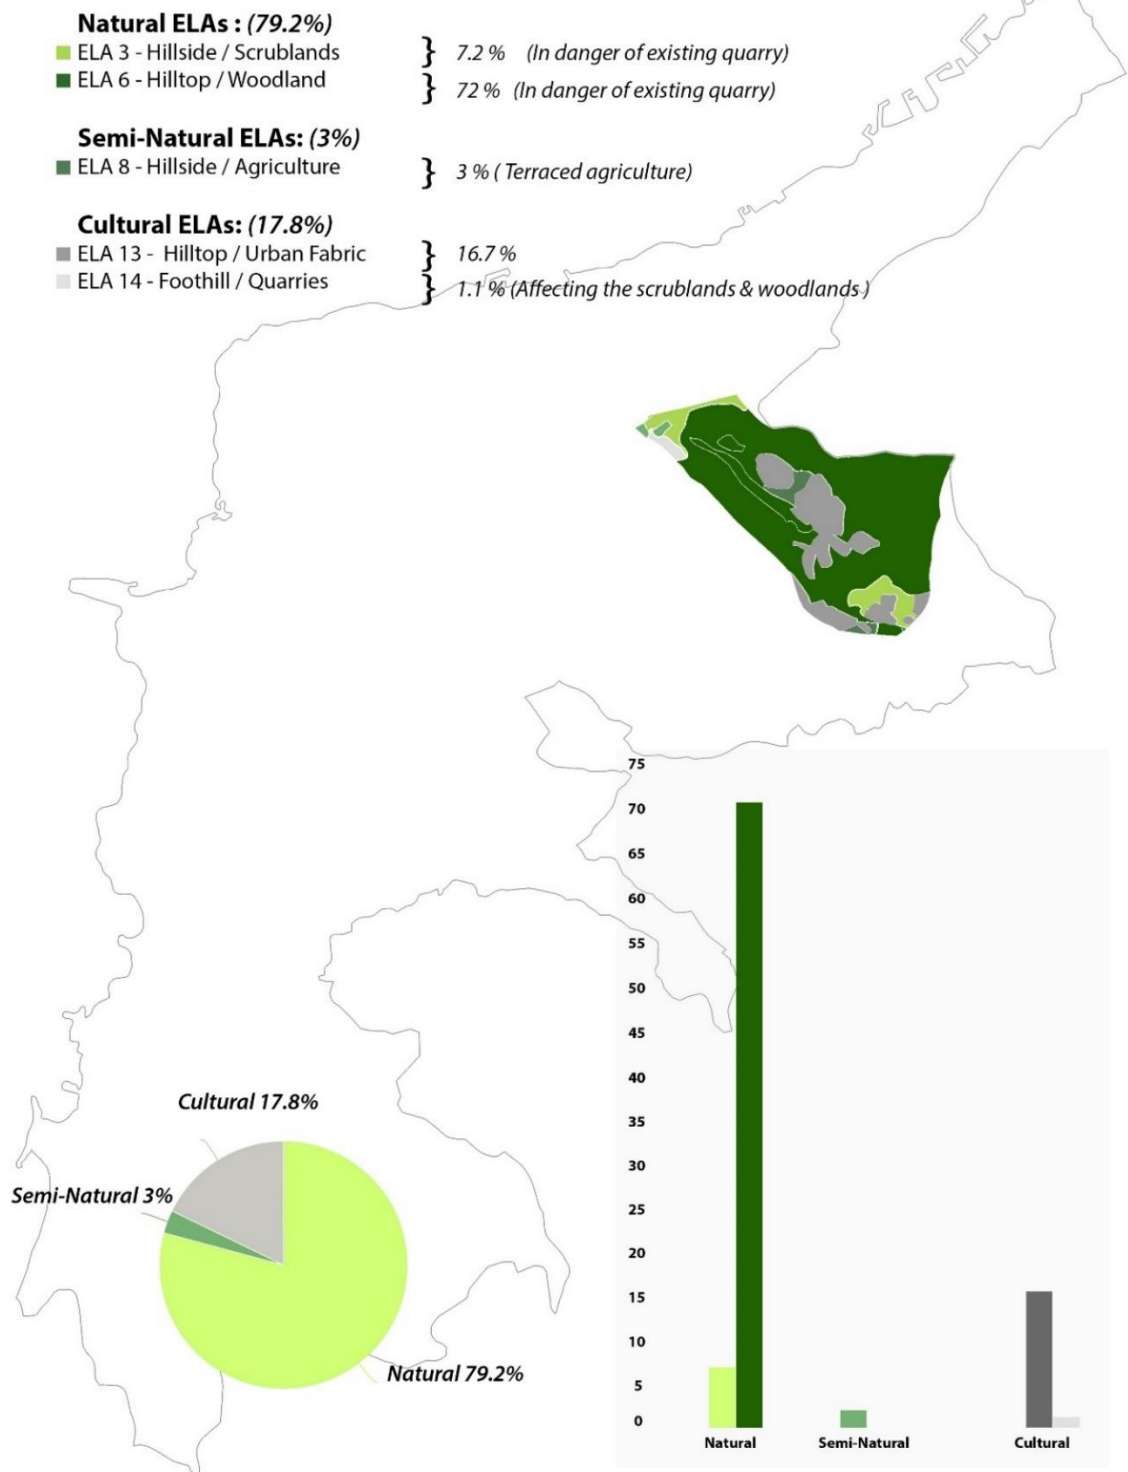 Natural ELAs : (79.2%)
ELA 3 - Hillside / Scrublands } 7.2 % (In danger of existing quarry)
ELA 6 - Hilltop / Woodland } 72 % (In danger of existing quarry)
Semi-Natural ELAs: (3%)
ELA 8 - Hillside / Agriculture } 3 % ( Terraced agriculture)
Cultural ELAs: (17.8%)
ELA 13 - Hilltop / Urban Fabric } 16.7 %
ELA 14 - Foothill / Quarries } 1.1 % (Affecting the scrublands & woodlands )
75
70
65
60
55
50
45
40
35
30
25
20
15
10
5
0
Natural Semi-Natural Cultural
Cultural 17.8%
Semi-Natural 3%
Natural 79.2%